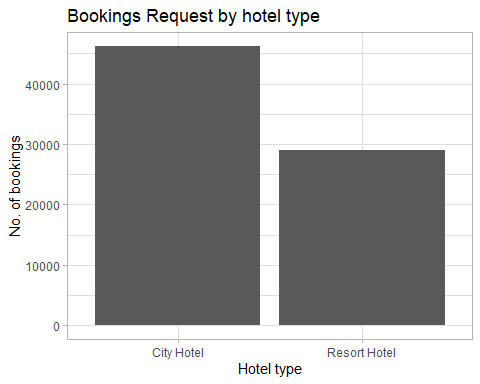 Bookings Request by hotel type
No. of bookings
40000
30000
20000
10000
0
City Hotel
Resort Hotel
Hotel type